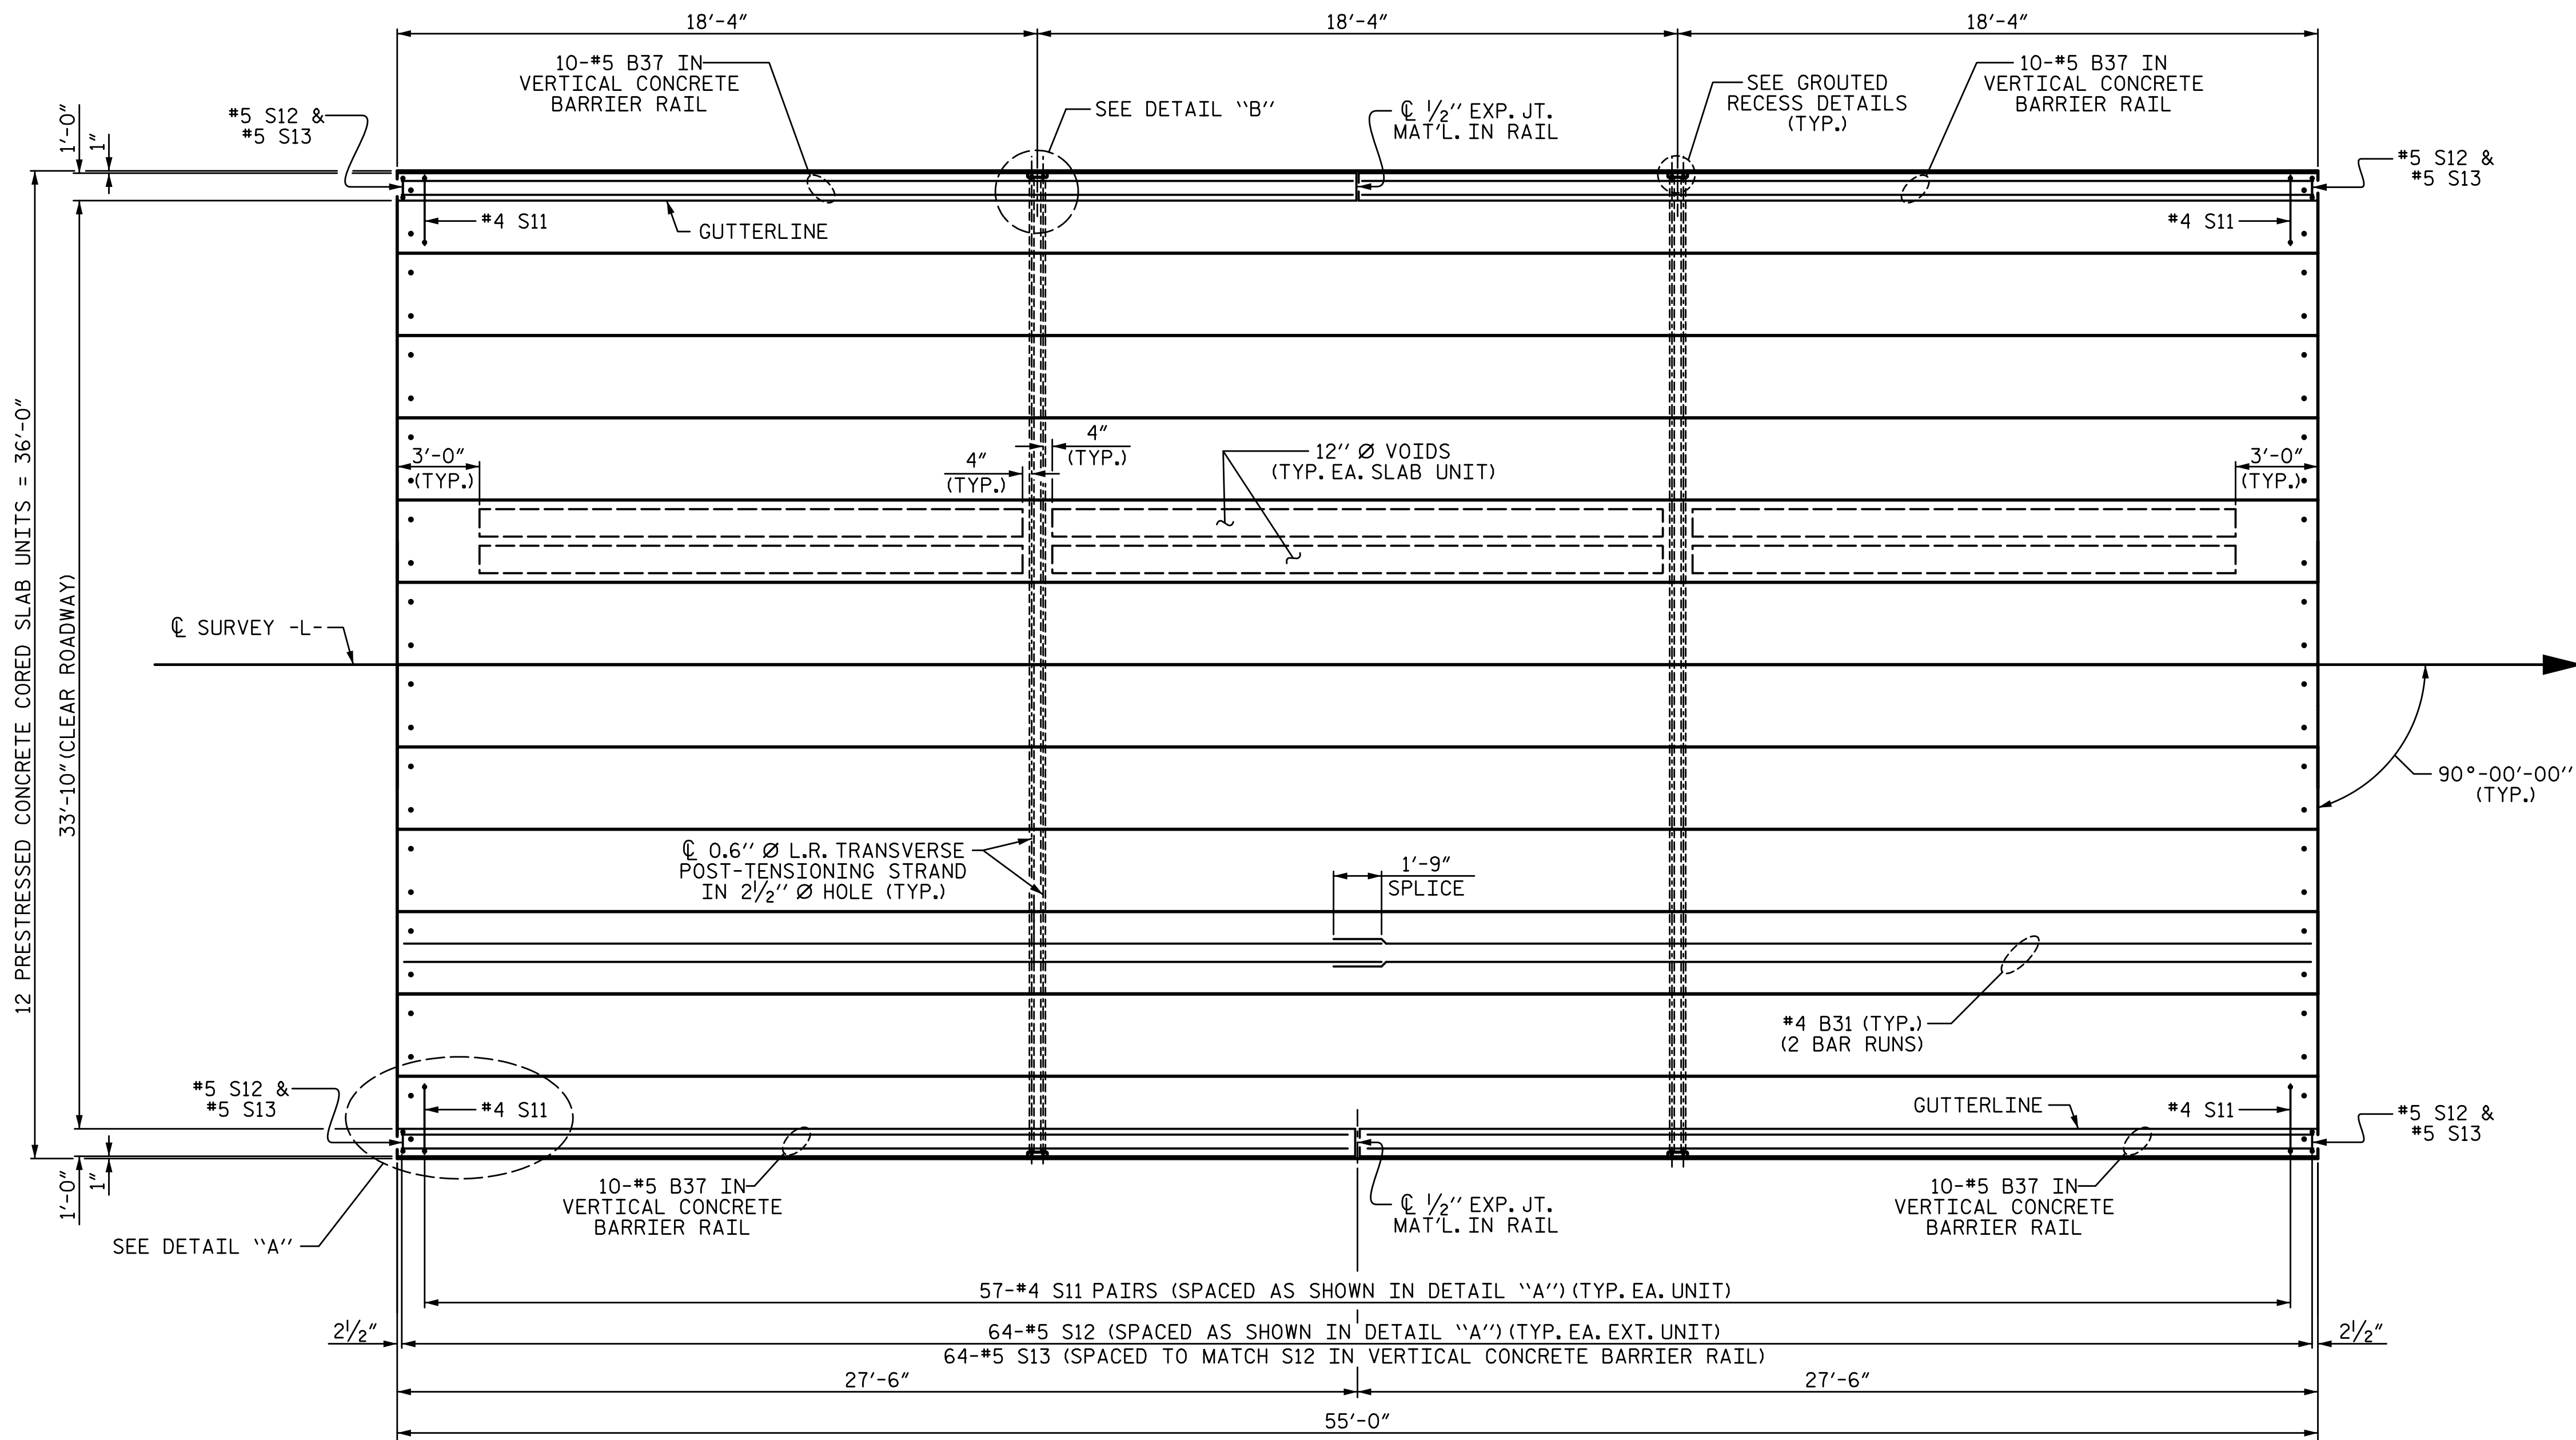 18'-4"
18'-4"
18'-4"
10-#5 B37 IN
VERTICAL CONCRETE
BARRIER RAIL
SEE DETAIL "B"
℄ 1/2" EXP. JT.
MAT'L. IN RAIL
SEE GROUTED
RECESS DETAILS
(TYP.)
10-#5 B37 IN
VERTICAL CONCRETE
BARRIER RAIL
1'-0"
1"
#5 S12 &
#5 S13
#5 S12 &
#5 S13
#4 S11
GUTTERLINE
#4 S11
12 PRESTRESSED CONCRETE CORED SLAB UNITS = 36'-0"
33'-10" (CLEAR ROADWAY)
3'-0"
(TYP.)
4"
(TYP.)
4"
(TYP.)
12" Ø VOIDS
(TYP. EA. SLAB UNIT)
3'-0"
(TYP.)
℄ SURVEY -L-
90°-00'-00"
(TYP.)
℄ 0.6" Ø L.R. TRANSVERSE
POST-TENSIONING STRAND
IN 2 1/2" Ø HOLE (TYP.)
1'-9"
SPLICE
#4 B31 (TYP.)
(2 BAR RUNS)
#5 S12 &
#5 S13
#4 S11
GUTTERLINE
#4 S11
#5 S12 &
#5 S13
1'-0"
1"
SEE DETAIL "A"
10-#5 B37 IN
VERTICAL CONCRETE
BARRIER RAIL
℄ 1/2" EXP. JT.
MAT'L. IN RAIL
10-#5 B37 IN
VERTICAL CONCRETE
BARRIER RAIL
57-#4 S11 PAIRS (SPACED AS SHOWN IN DETAIL "A") (TYP. EA. UNIT)
2 1/2"
64-#5 S12 (SPACED AS SHOWN IN DETAIL "A") (TYP. EA. EXT. UNIT)
2 1/2"
64-#5 S13 (SPACED TO MATCH S12 IN VERTICAL CONCRETE BARRIER RAIL)
27'-6"
27'-6"
55'-0"